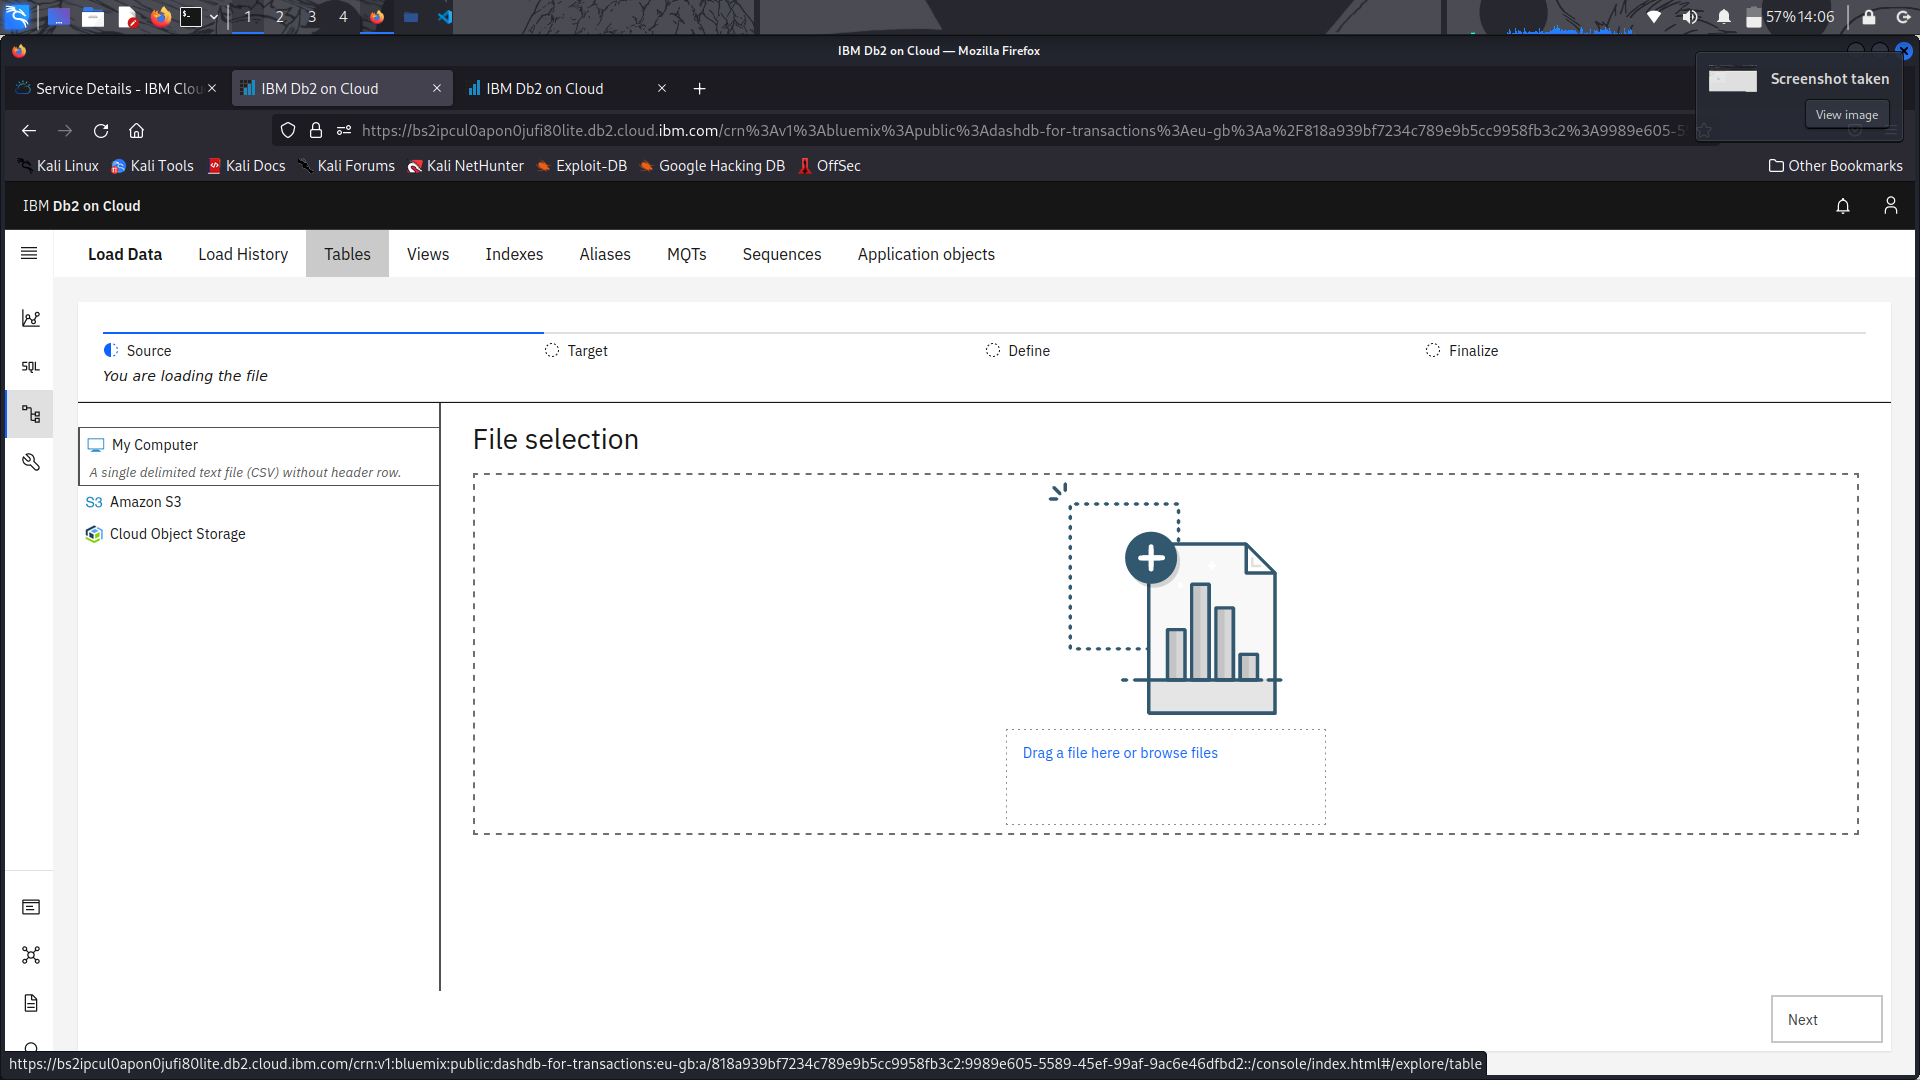 1 2 3 4
57% 14:06
IBM Db2 on Cloud — Mozilla Firefox
Service Details - IBM Clou
IBM Db2 on Cloud
IBM Db2 on Cloud
Screenshot taken
View image
https://bs2ipcul0apon0jufi80lite.db2.cloud.ibm.com/crn%3Av1%3Abluemix%3Apublic%3Adashdb-for-transactions%3Aeu-gb%3Aa%2F818a939bf7234c789e9b5cc9958fb3c2%3A9989e605-5
Kali Linux Kali Tools Kali Docs Kali Forums Kali NetHunter Exploit-DB Google Hacking DB OffSec Other Bookmarks
IBM Db2 on Cloud
Load Data Load History Tables Views Indexes Aliases MQTs Sequences Application objects
SQL
Source Target Define Finalize
You are loading the file
My Computer
A single delimited text file (CSV) without header row.
S3 Amazon S3
Cloud Object Storage
File selection
Drag a file here or browse files
Next
https://bs2ipcul0apon0jufi80lite.db2.cloud.ibm.com/crn:v1:bluemix:public:dashdb-for-transactions:eu-gb:a/818a939bf7234c789e9b5cc9958fb3c2:9989e605-5589-45ef-99af-9ac6e46dfbd2::/console/index.html#/explore/table